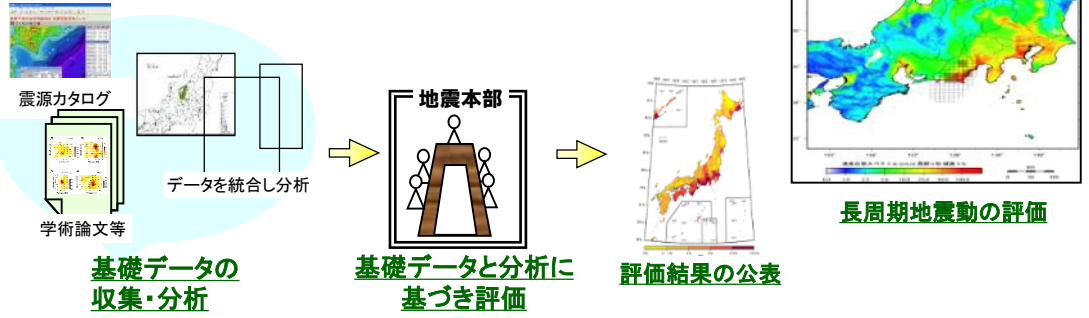 震源カタログ
学術論文等
データを統合し分析
基礎データの
収集・分析
地震本部
基礎データと分析に
基づき評価
評価結果の公表
長周期地震動の評価